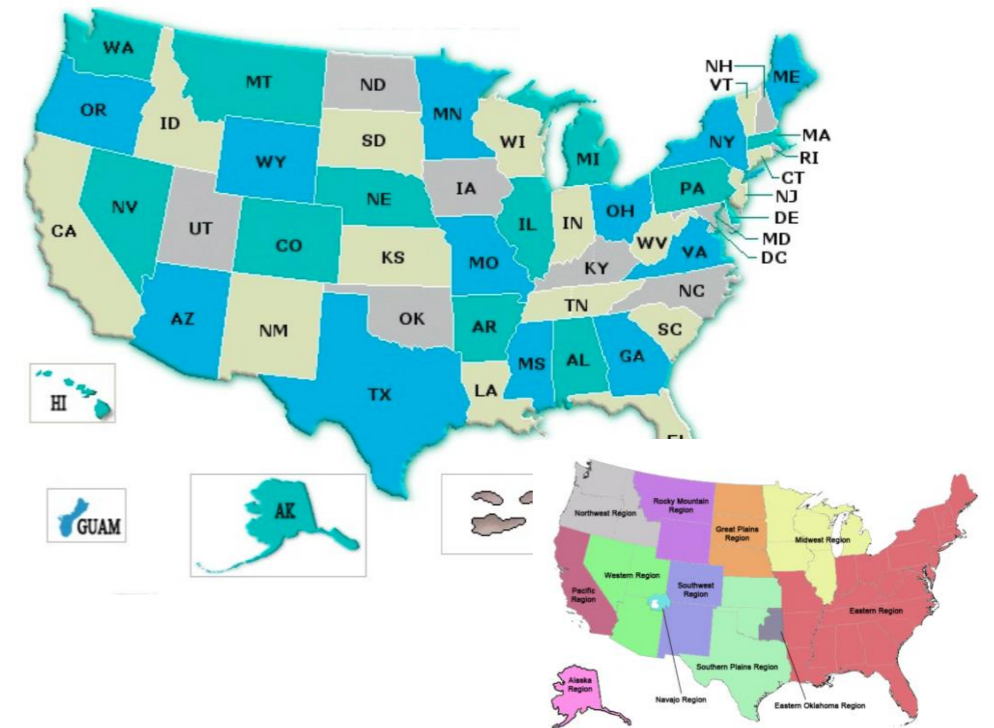 WA
MT
ND
MN
NH
VT
ME
OR
ID
SD
WI
MI
NY
MA
RI
CT
NJ
DE
MD
DC
WY
IA
NE
PA
NV
UT
CO
IL
IN
OH
WV
VA
CA
KS
MO
KY
NC
AZ
NM
OK
AR
TN
SC
MS
AL
GA
TX
LA
HI
AK
GUAM
Northwest Region
Rocky Mountain
Region
Great Plains
Region
Midwest Region
Western Region
Southwest
Region
Pacific
Region
Eastern Region
Southern Plains Region
Alaska
Region
Navajo Region
Eastern Oklahoma Region